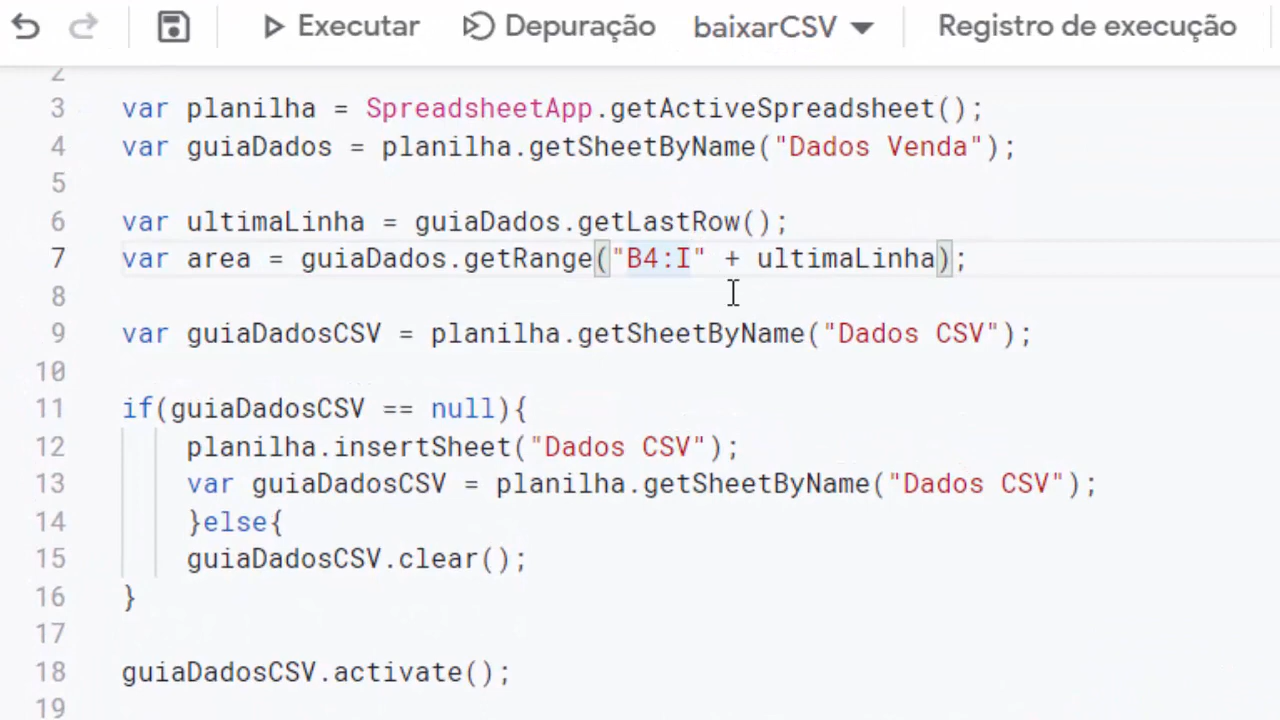 Executar Depuração baixarCSV Registro de execução
2
3 var planilha = SpreadsheetApp.getActiveSpreadsheet();
4 var guiaDados = planilha.getSheetByName("Dados Venda");
5
6 var ultimaLinha = guiaDados.getLastRow();
7 var area = guiaDados.getRange("B4:I" + ultimaLinha);
8
9 var guiaDadosCSV = planilha.getSheetByName("Dados CSV");
10
11 if(guiaDadosCSV == null){
12 planilha.insertSheet("Dados CSV");
13 var guiaDadosCSV = planilha.getSheetByName("Dados CSV");
14 }else{
15 guiaDadosCSV.clear();
16 }
17
18 guiaDadosCSV.activate();
19